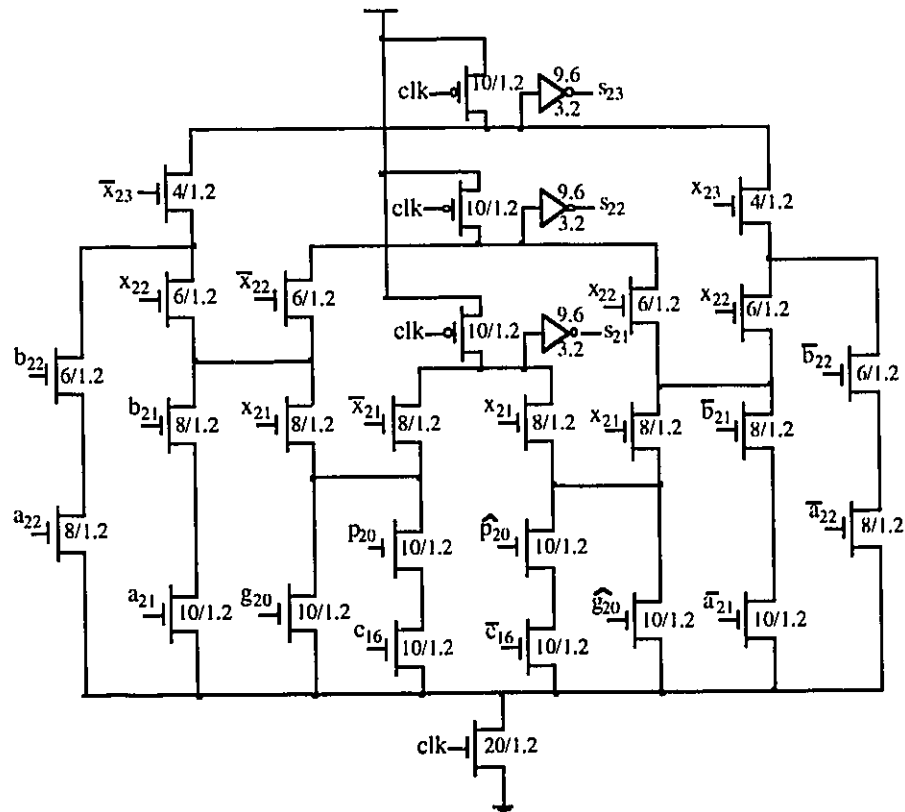 clk 10/1.2 9.6 3.2 s₂₃
x̅₂₃ 4/1.2 x₂₃ 4/1.2
clk 10/1.2 9.6 3.2 s₂₂
x₂₂ 6/1.2 x̅₂₂ 6/1.2 x₂₂ 6/1.2 x₂₂ 6/1.2
clk 10/1.2 9.6 3.2 s₂₁
b₂₂ 6/1.2 b̅₂₂ 6/1.2
b₂₁ 8/1.2 x₂₁ 8/1.2 x̅₂₁ 8/1.2 x₂₁ 8/1.2 x₂₁ 8/1.2 b̅₂₁ 8/1.2
a₂₂ 8/1.2 p₂₀ 10/1.2 p̂₂₀ 10/1.2 a̅₂₂ 8/1.2
a₂₁ 10/1.2 g₂₀ 10/1.2 c₁₆ 10/1.2 c̅₁₆ 10/1.2 ĝ₂₀ 10/1.2 a̅₂₁ 10/1.2
clk 20/1.2